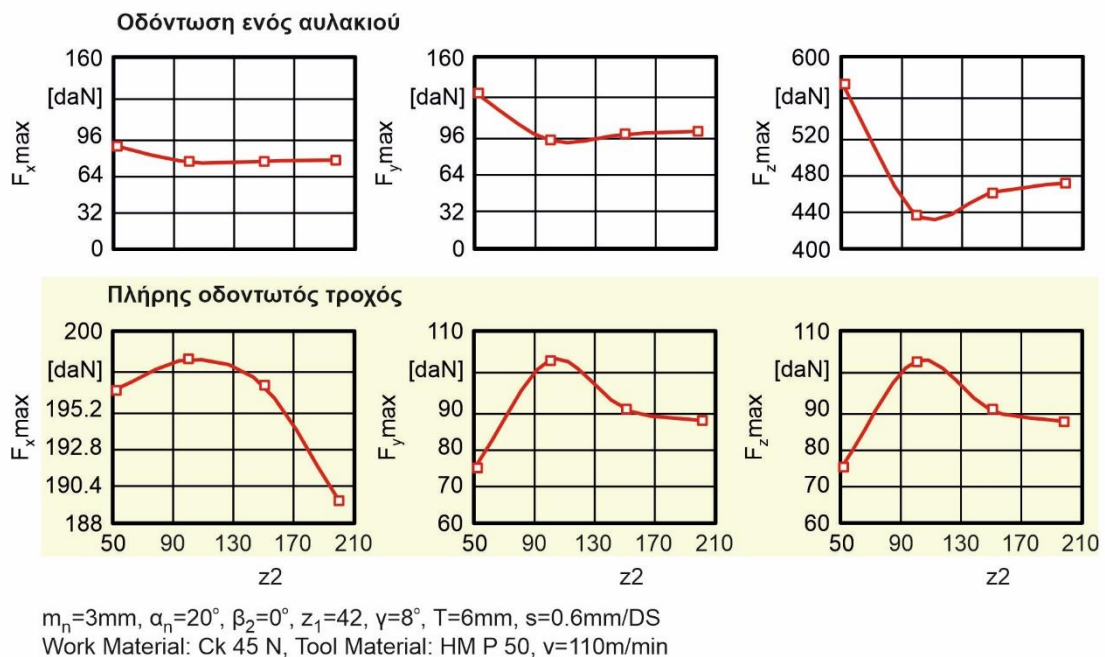 Οδόντωση ενός αυλακιού
160
[daN]
96
64
32
0
Fxmax
160
[daN]
96
64
32
0
Fymax
600
[daN]
520
480
440
400
Fzmax
Πλήρης οδοντωτός τροχός
200
[daN]
195.2
192.8
190.4
188
Fxmax
50 90 130 170 210
z2
110
[daN]
90
80
70
60
Fymax
50 90 130 170 210
z2
110
[daN]
90
80
70
60
Fzmax
50 90 130 170 210
z2
mn=3mm, αn=20°, β2=0°, z1=42, γ=8°, T=6mm, s=0.6mm/DS
Work Material: Ck 45 N, Tool Material: HM P 50, v=110m/min